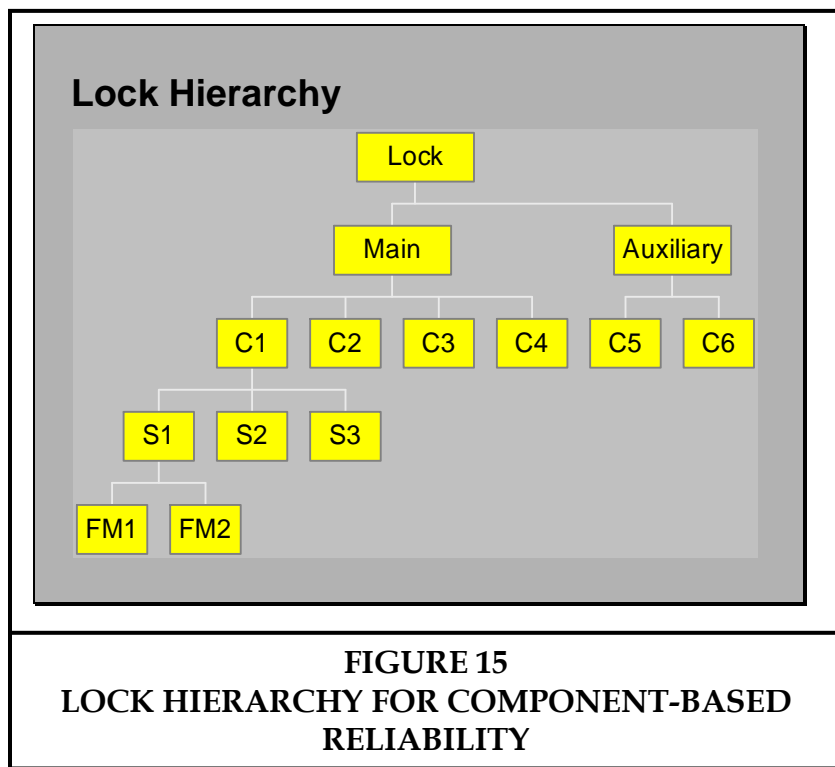 Lock Hierarchy
Lock
Main Auxiliary
C1 C2 C3 C4 C5 C6
S1 S2 S3
FM1 FM2
FIGURE 15
LOCK HIERARCHY FOR COMPONENT-BASED
RELIABILITY